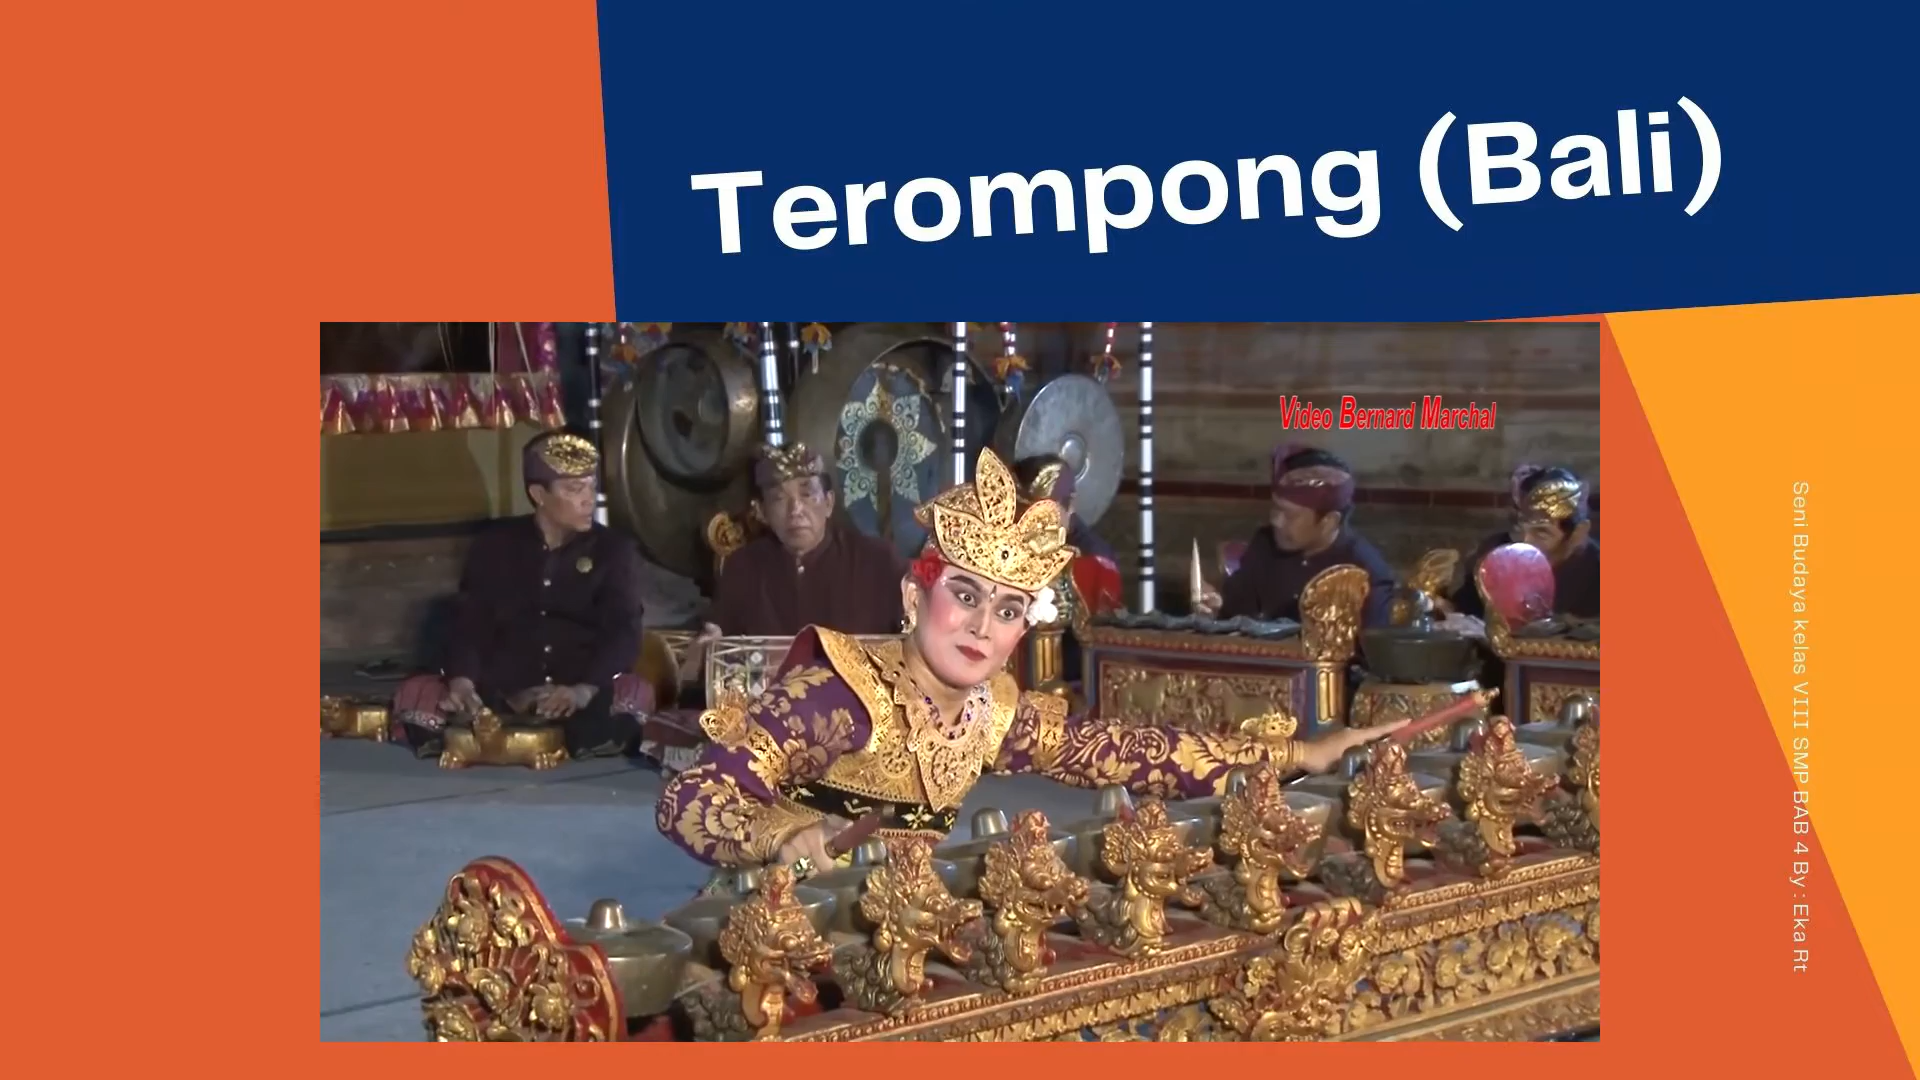 Terompong (Bali)
Video Bernard Marchal
Seni Budaya kelas VIII SMP BAB 4 By : Eka Rt